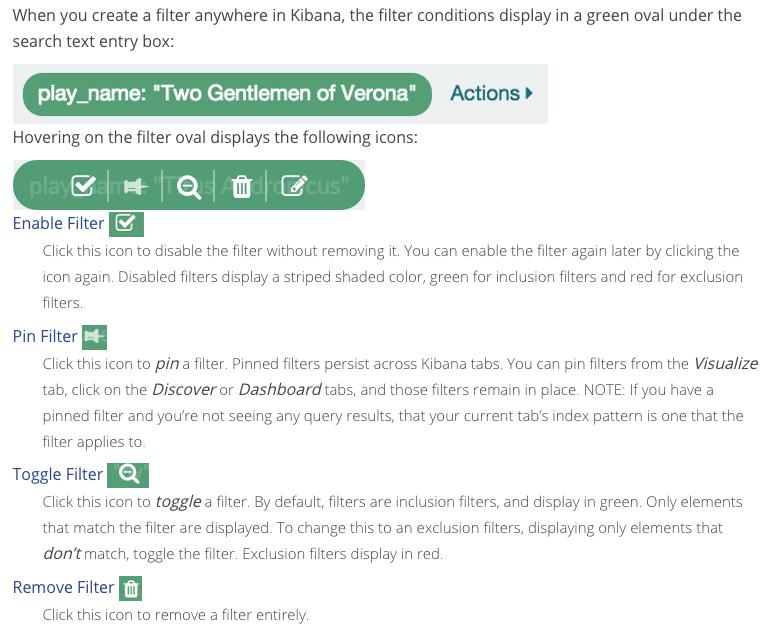 When you create a filter anywhere in Kibana, the filter conditions display in a green oval under the
search text entry box:
play_name: "Two Gentlemen of Verona" Actions
Hovering on the filter oval displays the following icons:
play_name: "Titus Andronicus"
Enable Filter
Click this icon to disable the filter without removing it. You can enable the filter again later by clicking the
icon again. Disabled filters display a striped shaded color, green for inclusion filters and red for exclusion
filters.
Pin Filter
Click this icon to pin a filter. Pinned filters persist across Kibana tabs. You can pin filters from the Visualize
tab, click on the Discover or Dashboard tabs, and those filters remain in place. NOTE: If you have a
pinned filter and you’re not seeing any query results, that your current tab’s index pattern is one that the
filter applies to.
Toggle Filter
Click this icon to toggle a filter. By default, filters are inclusion filters, and display in green. Only elements
that match the filter are displayed. To change this to an exclusion filters, displaying only elements that
don’t match, toggle the filter. Exclusion filters display in red.
Remove Filter
Click this icon to remove a filter entirely.